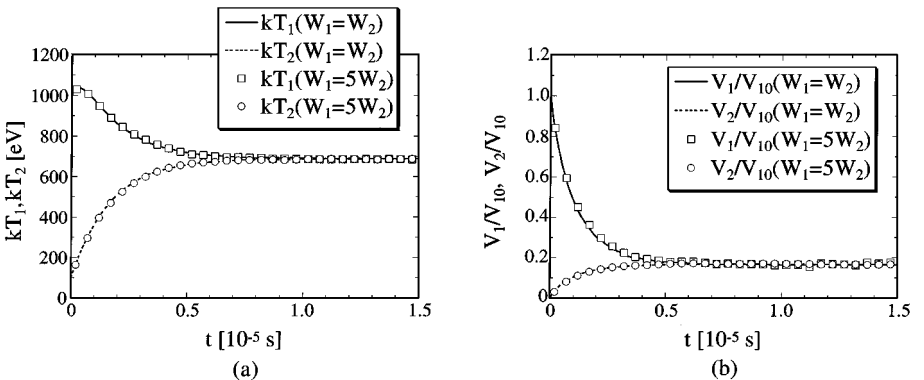 kT₁(W₁=W₂)
kT₂(W₁=W₂)
kT₁(W₁=5W₂)
kT₂(W₁=5W₂)
1200
1000
800
600
400
200
0
kT₁,kT₂ [eV]
0
0.5
1.0
1.5
t [10⁻⁵ s]
(a)
V₁/V₁₀(W₁=W₂)
V₂/V₁₀(W₁=W₂)
V₁/V₁₀(W₁=5W₂)
V₂/V₁₀(W₁=5W₂)
1.2
1.0
0.8
0.6
0.4
0.2
0
V₁/V₁₀, V₂/V₁₀
0
0.5
1.0
1.5
t [10⁻⁵ s]
(b)